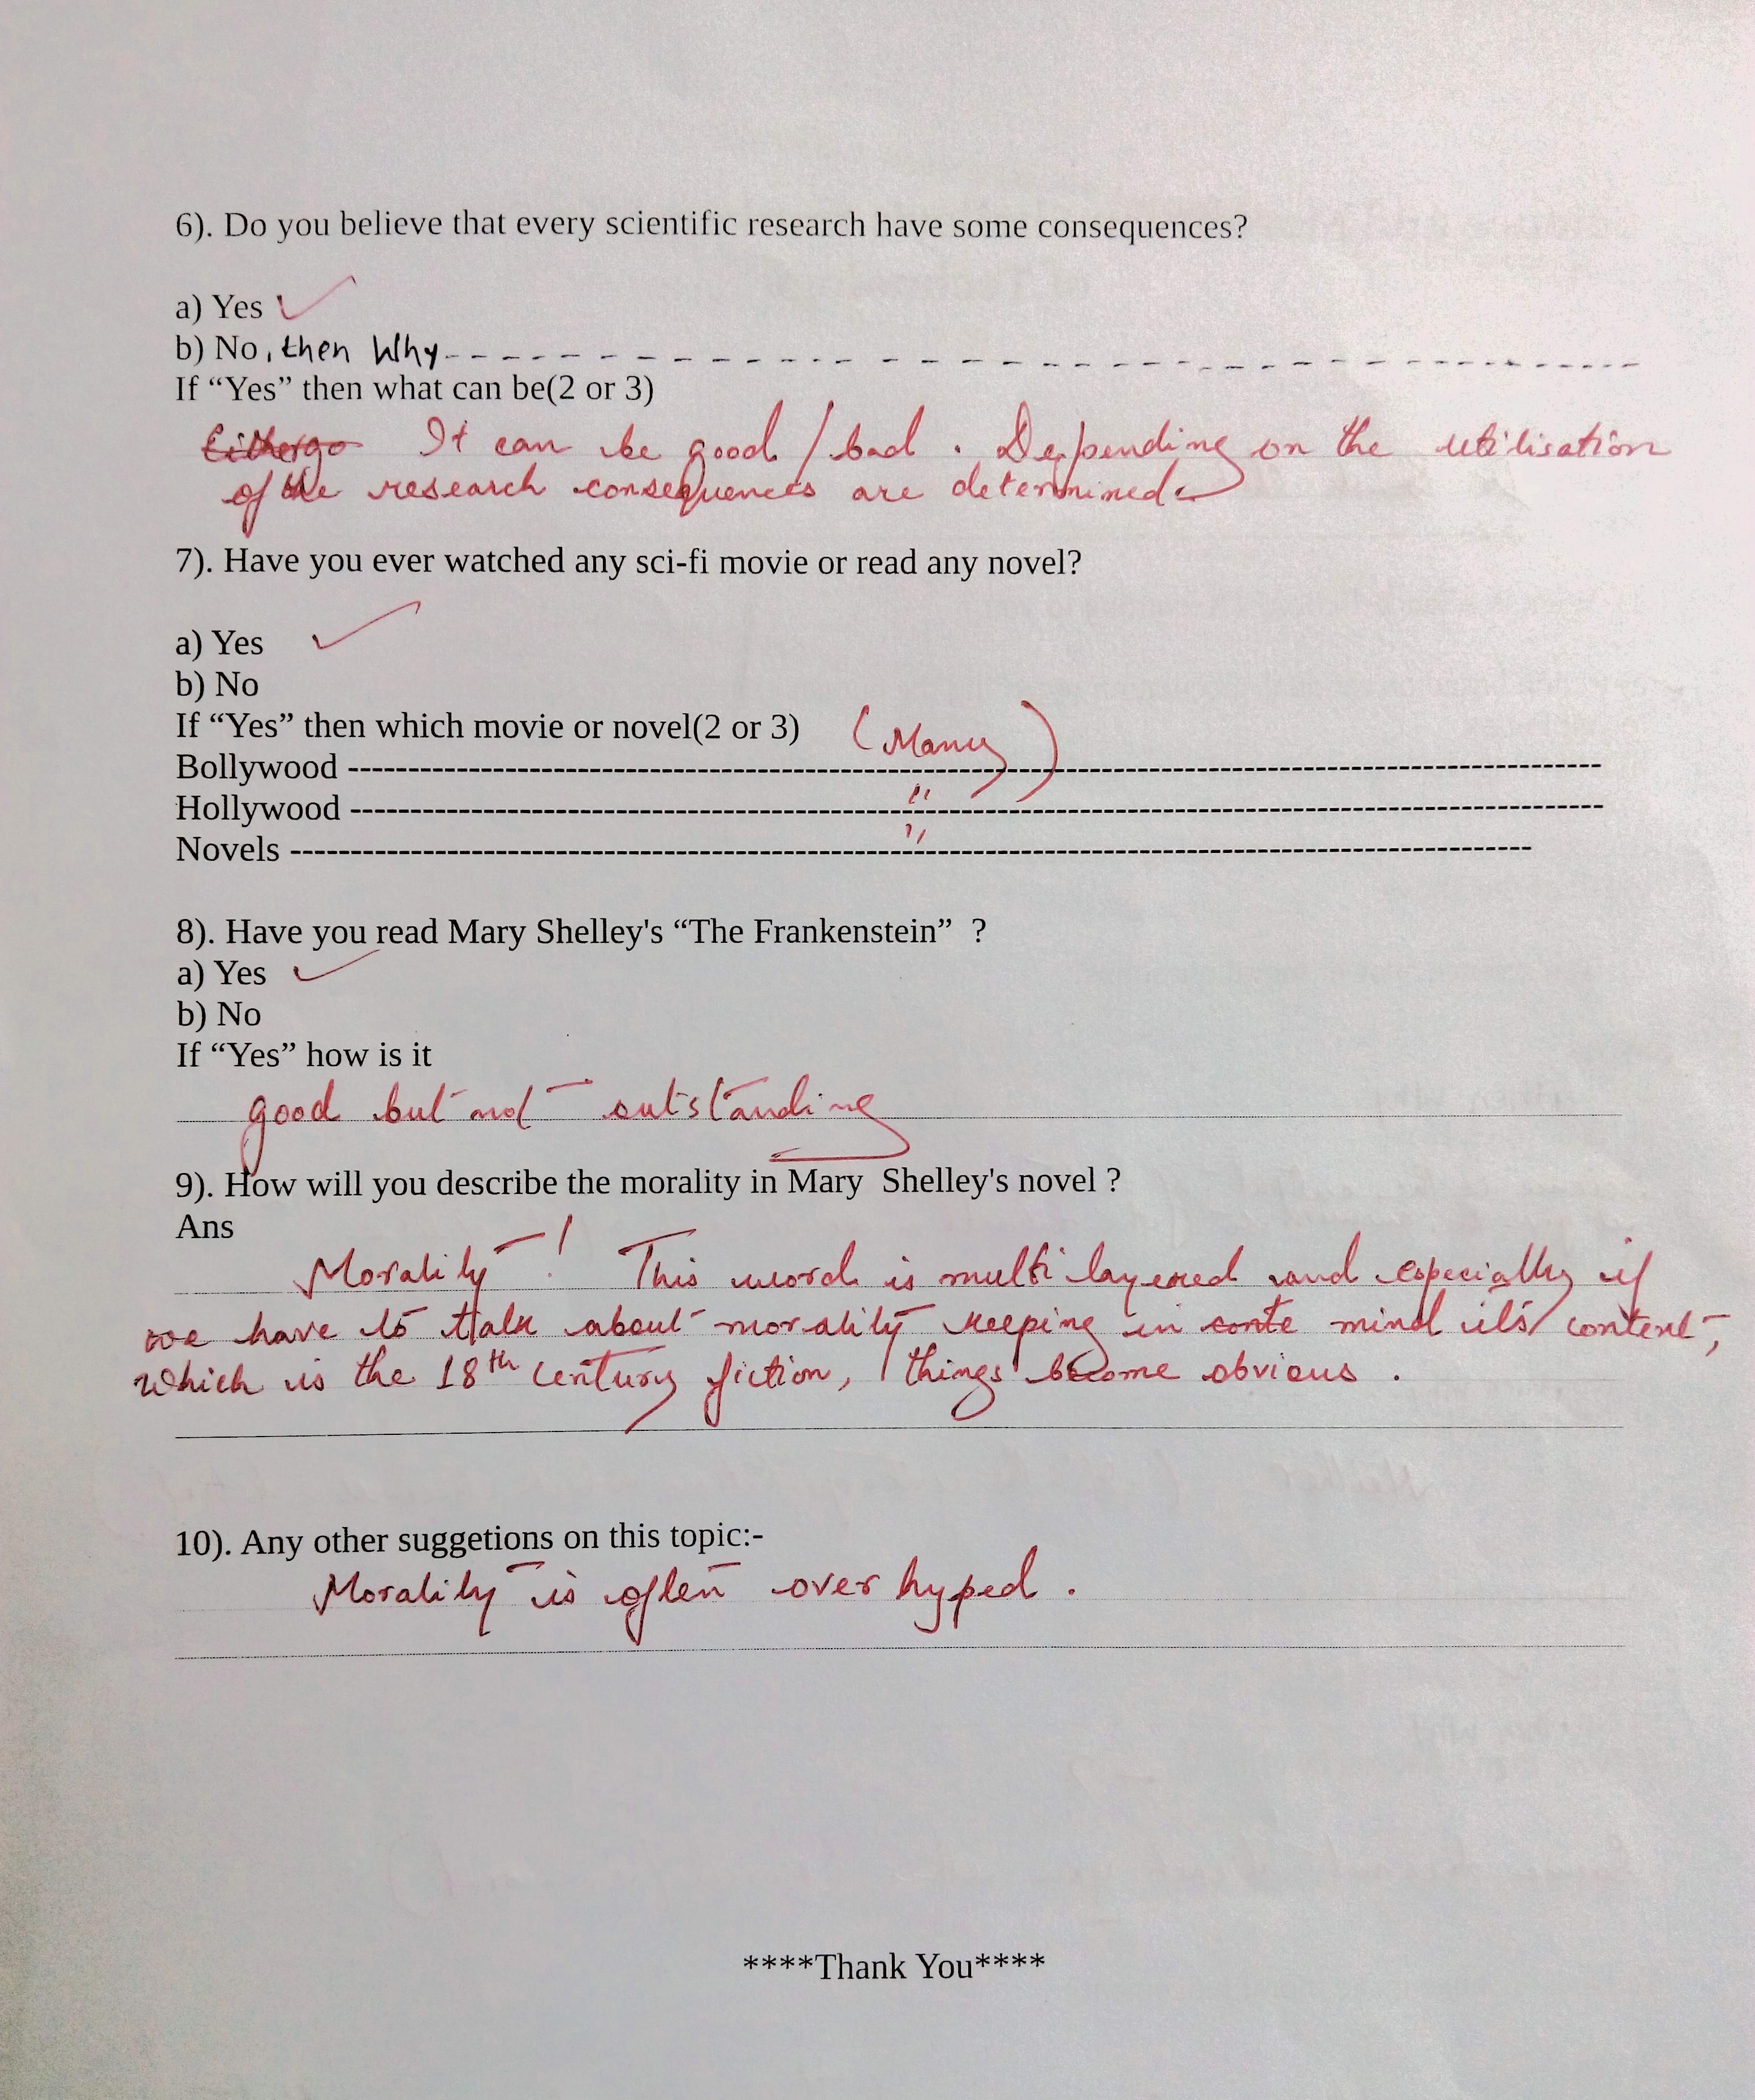 6). Do you believe that every scientific research have some consequences?
a) Yes ✓
b) No, then Why
If “Yes” then what can be(2 or 3)
It can be good / bad . Depending on the utilisation
of the research consequences are determined.
7). Have you ever watched any sci-fi movie or read any novel?
a) Yes ✓
b) No
If “Yes” then which movie or novel(2 or 3)
(Many)
Bollywood ----------
Hollywood ---------- "
Novels ---------- "
8). Have you read Mary Shelley's “The Frankenstein” ?
a) Yes ✓
b) No
If “Yes” how is it
good but not outstanding
9). How will you describe the morality in Mary Shelley's novel ?
Ans
Morality ! This word is multi layered and especially if
we have to talk about morality keeping in mind its context,
which is the 18th century fiction, things become obvious .
10). Any other suggetions on this topic:-
Morality is often over hyped .
****Thank You****